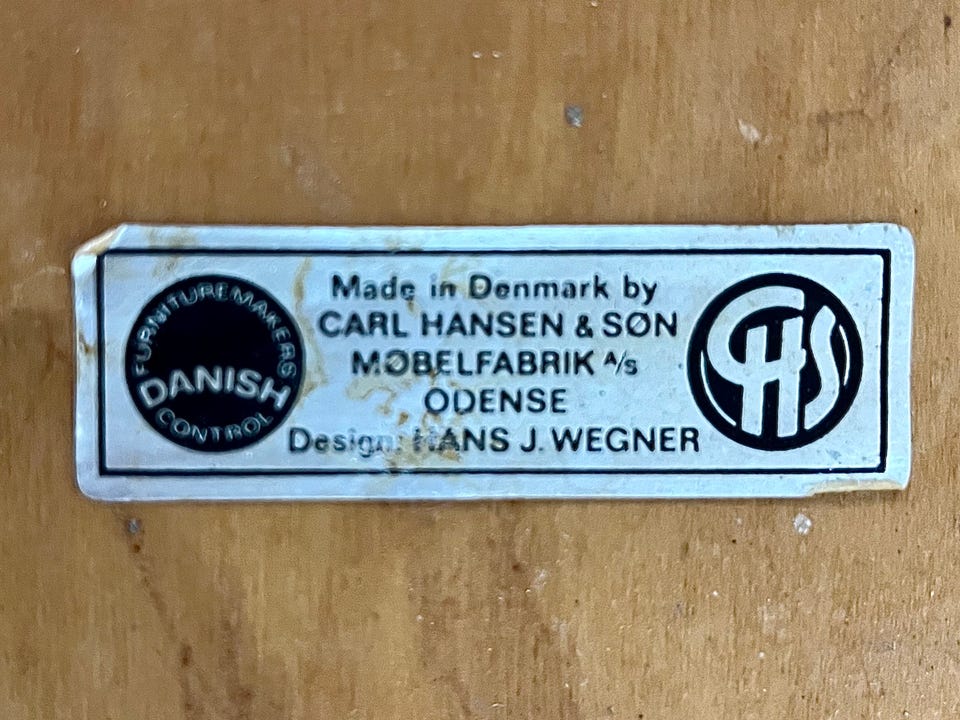 FURNITUREMAKERS
DANISH
CONTROL
Made in Denmark by
CARL HANSEN & SØN
MØBELFABRIK A/S
ODENSE
Design: HANS J. WEGNER
CHS